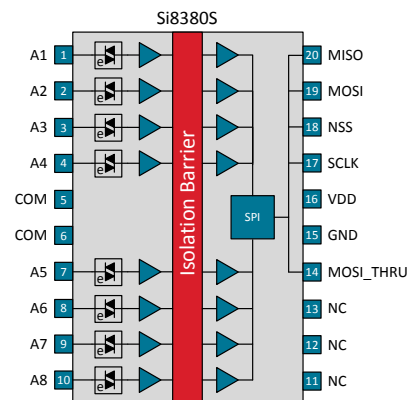 Si8380S
A1 1 e 20 MISO
A2 2 e 19 MOSI
A3 3 e 18 NSS
A4 4 e 17 SCLK
COM 5 16 VDD
COM 6 15 GND
A5 7 e 14 MOSI_THRU
A6 8 e 13 NC
A7 9 e 12 NC
A8 10 e 11 NC
Isolation Barrier
SPI